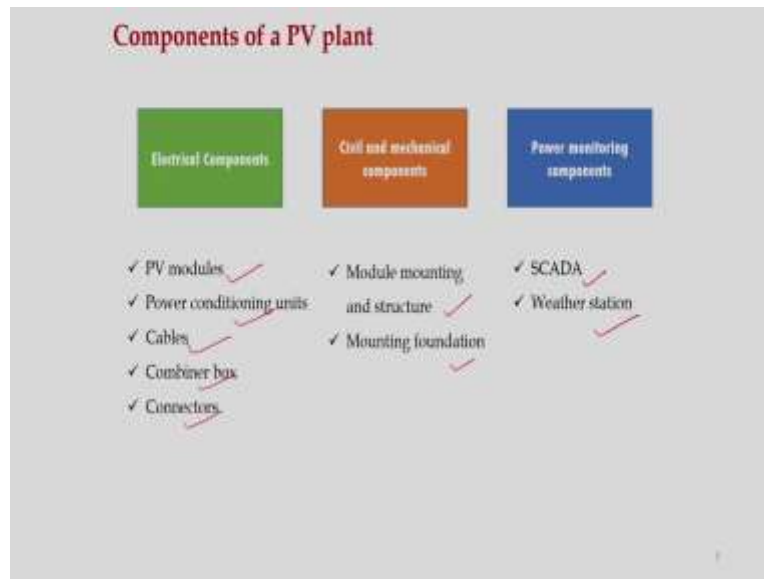 Components of a PV plant
Electrical Components
Civil and mechanical
components
Power monitoring
components
✓ PV modules
✓ Power conditioning units
✓ Cables
✓ Combiner box
✓ Connectors.
✓ Module mounting
and structure
✓ Mounting foundation
✓ SCADA
✓ Weather station